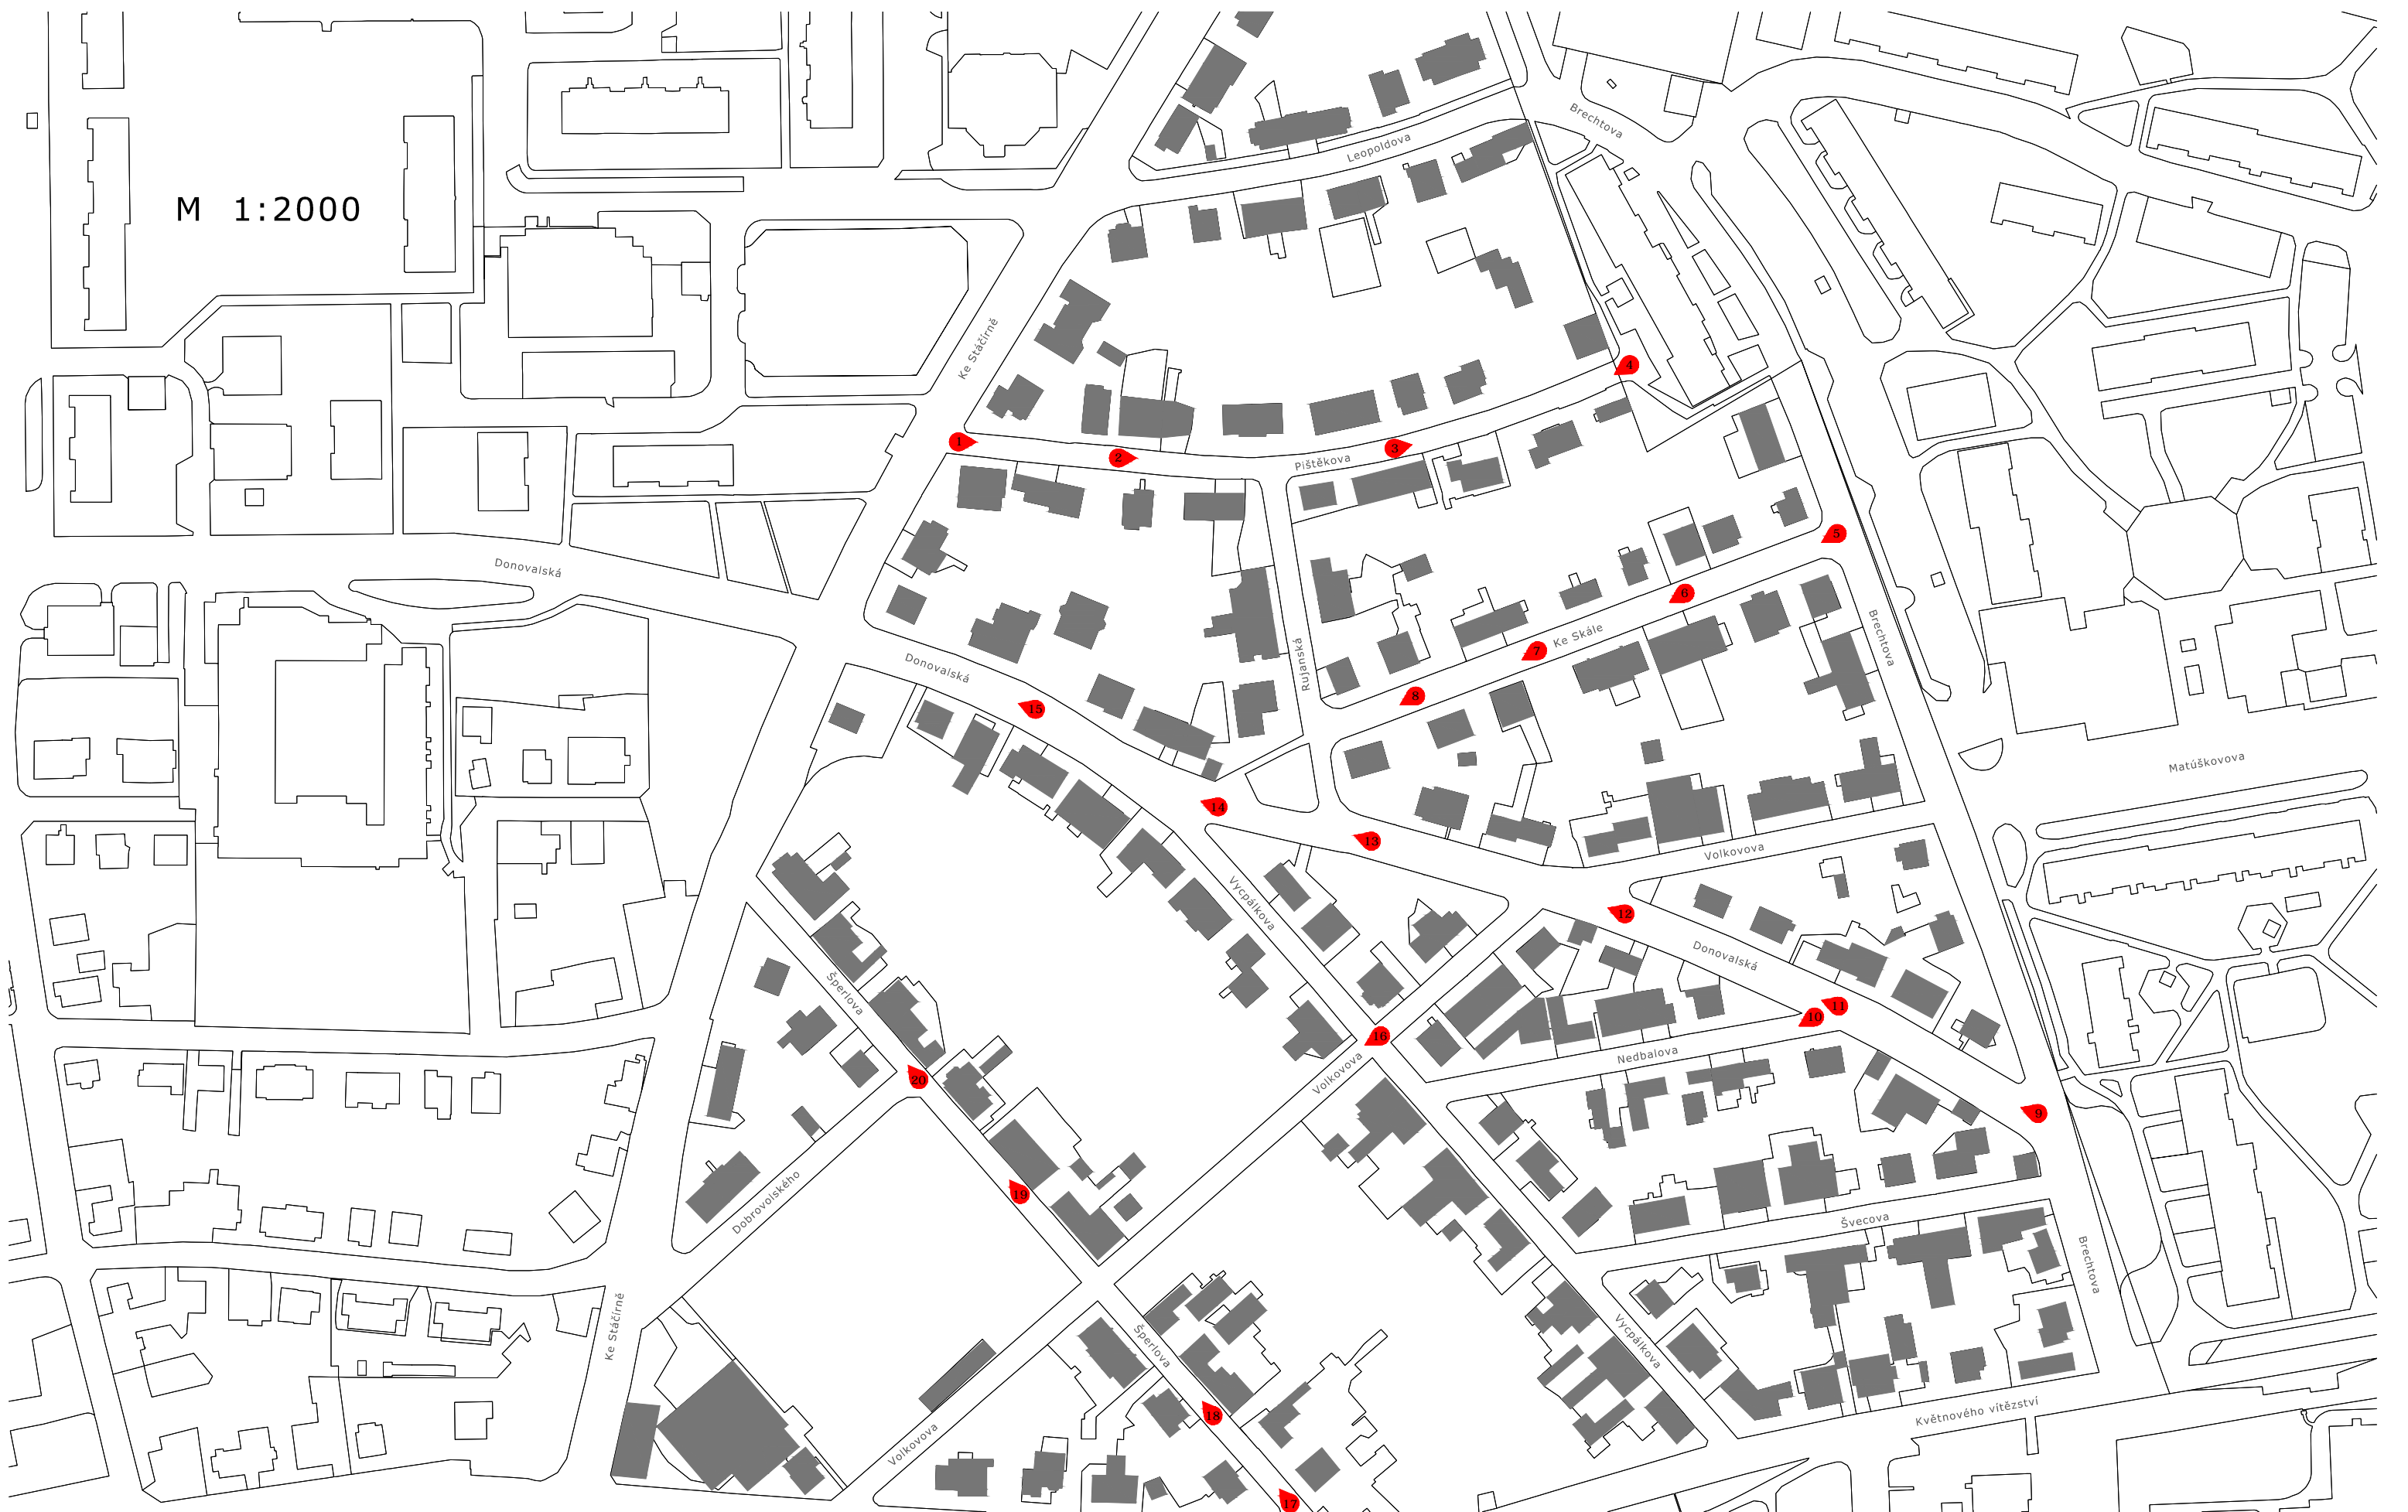 Brechtova
Leopoldova
M 1:2000
Ke Stáčírně
4
1
2
3
Pištěkova
5
Donovalská
6
Ke Skále
Brechtova
7
Rujanská
Donovalská
8
15
Matúškovova
14
13
Volkovova
Vycpálkova
12
Donovalská
Šperlova
11
10
16
Nedbalova
Volkovova
20
9
19
Dobrovolského
Švecova
Brechtova
Ke Stáčírně
Šperlova
Vycpálkova
18
Květnového vítězství
Volkovova
17